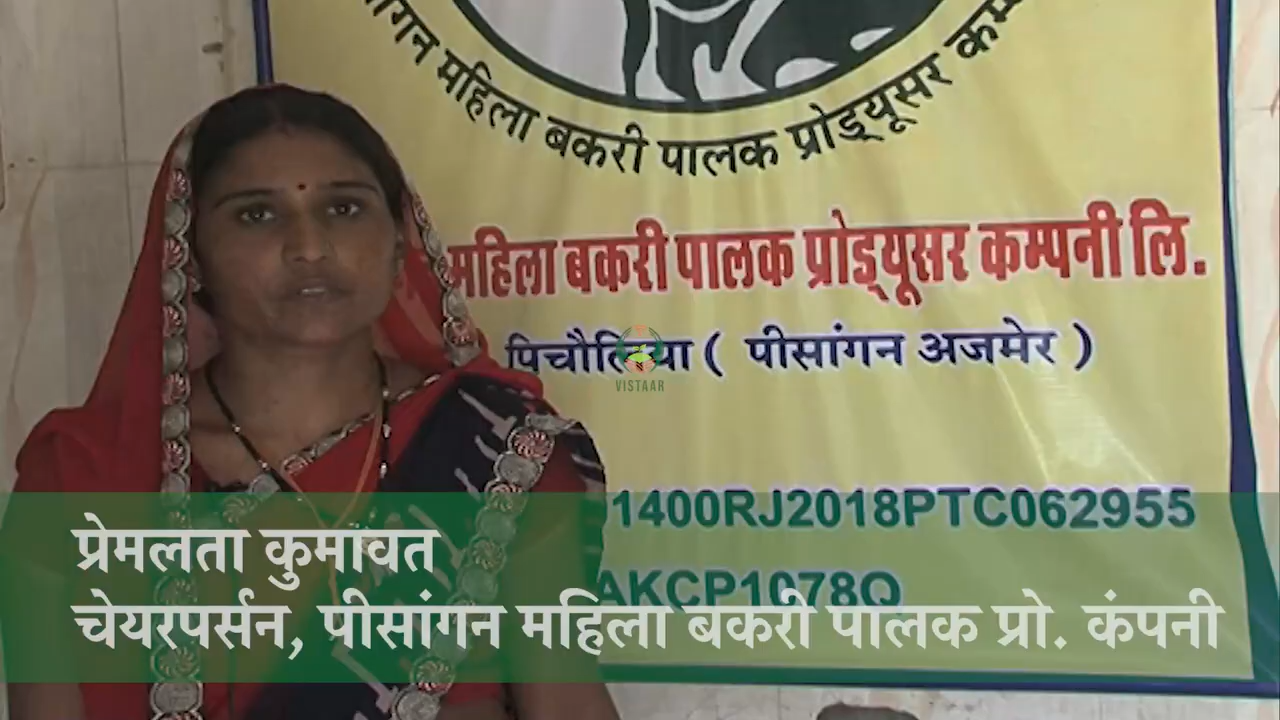 महिला बकरी पालक प्रोड्यूसर कम
महिला बकरी पालक प्रोड्यूसर कम्पनी लि.
पिचौलिया ( पीसांगन अजमेर )
VISTAAR
1400RJ2018PTC062955
AKCP1078Q
प्रेमलता कुमावत
चेयरपर्सन, पीसांगन महिला बकरी पालक प्रो. कंपनी